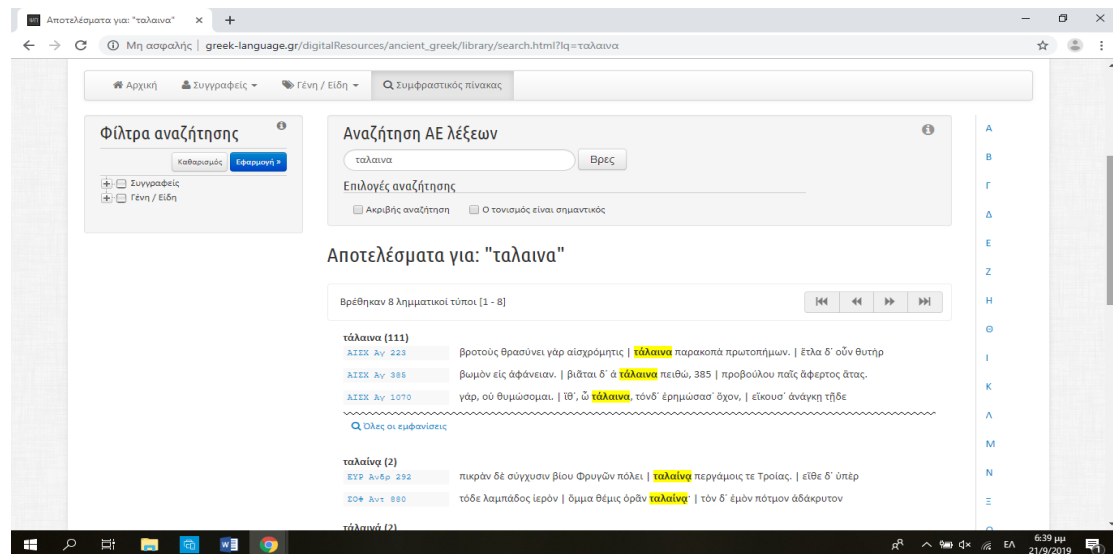 Αποτελέσματα για: "ταλαινα"
Μη ασφαλής | greek-language.gr/digitalResources/ancient_greek/library/search.html?lq=ταλαινα
Αρχική Συγγραφείς Γένη / Είδη Συμφραστικός πίνακας
Φίλτρα αναζήτησης
Καθαρισμός Εφαρμογή »
Συγγραφείς
Γένη / Είδη
Αναζήτηση ΑΕ λέξεων
ταλαινα Βρες
Επιλογές αναζήτησης
Ακριβής αναζήτηση Ο τονισμός είναι σημαντικός
Αποτελέσματα για: "ταλαινα"
Βρέθηκαν 8 λημματικοί τύποι [1 - 8]
τάλαινα (111)
ΑΙΣΧ Αγ 223 βροτοὺς θρασύνει γὰρ αἰσχρόμητις | τάλαινα παρακοπὰ πρωτοπήμων. | ἔτλα δ᾽ οὖν θυτὴρ
ΑΙΣΧ Αγ 385 βωμὸν εἰς ἀφάνειαν. | βιᾶται δ᾽ ἁ τάλαινα πειθώ, 385 | προβούλου παῖς ἄφερτος ἄτας.
ΑΙΣΧ Αγ 1070 γάρ, οὐ θυμώσομαι. | ἴθ᾽, ὦ τάλαινα, τόνδ᾽ ἐρημώσασ᾽ ὄχον, | εἴκουσ᾽ ἀνάγκῃ τῇδε
Όλες οι εμφανίσεις
ταλαίνᾳ (2)
ΕΥΡ Ανδρ 292 πικρὰν δὲ σύγχυσιν βίου Φρυγῶν πόλει | ταλαίνᾳ περγάμοις τε Τροίας. | εἴθε δ᾽ ὑπὲρ
ΣΟΦ Αντ 880 τόδε λαμπάδος ἱερὸν | ὄμμα θέμις ὁρᾶν ταλαίνᾳ· | τὸν δ᾽ ἐμὸν πότμον ἀδάκρυτον
Α
Β
Γ
Δ
Ε
Ζ
Η
Θ
Ι
Κ
Λ
Μ
Ν
Ξ
ΕΛ
6:39 μμ
21/9/2019